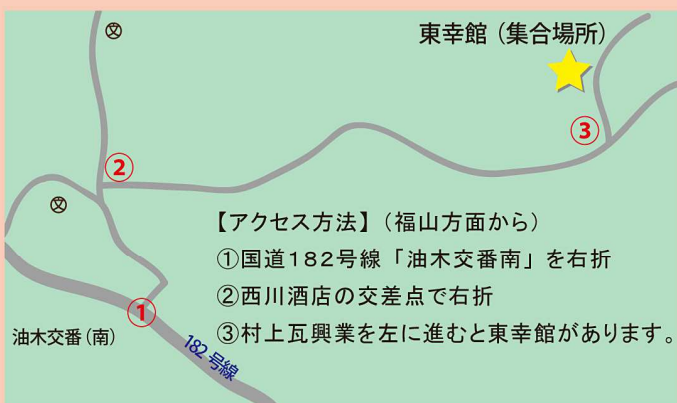 文
東幸館（集合場所）
③
②
文
【アクセス方法】（福山方面から）
①国道182号線「油木交番南」を右折
②西川酒店の交差点で右折
③村上瓦興業を左に進むと東幸館があります。
①
油木交番（南）
182号線